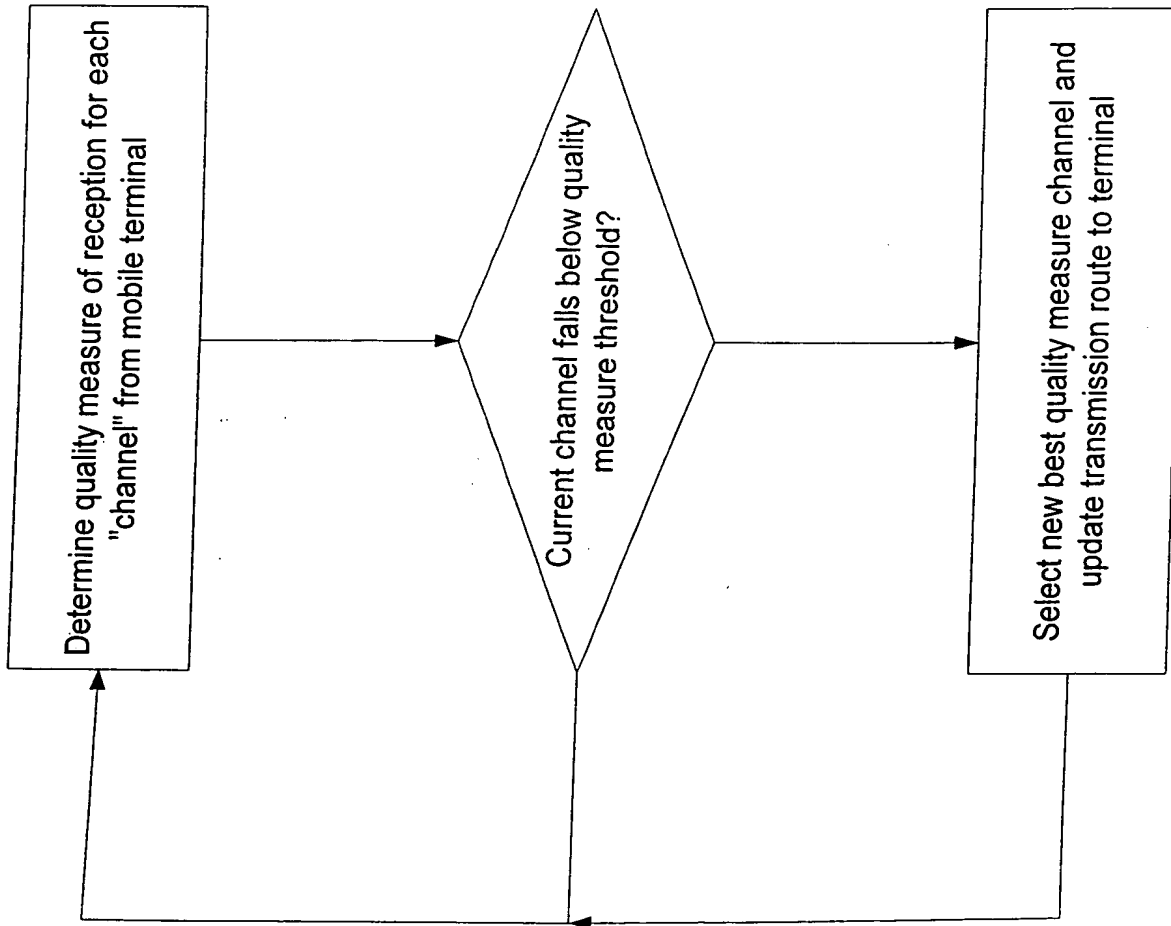 Determine quality measure of reception for each
"channel" from mobile terminal
Current channel falls below quality
measure threshold?
Select new best quality measure channel and
update transmission route to terminal